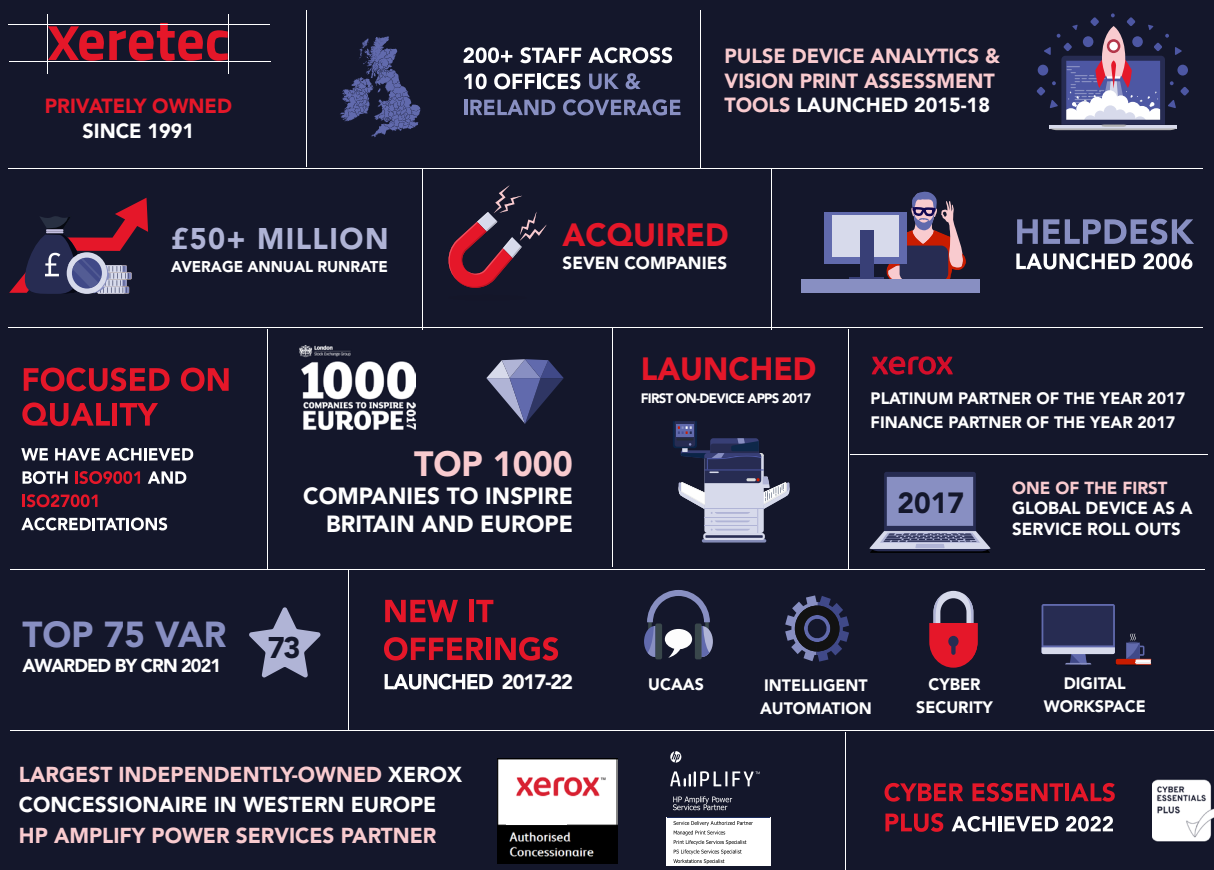 Xeretec
PRIVATELY OWNED
SINCE 1991
200+ STAFF ACROSS
10 OFFICES UK &
IRELAND COVERAGE
PULSE DEVICE ANALYTICS &
VISION PRINT ASSESSMENT
TOOLS LAUNCHED 2015-18
£
£50+ MILLION
AVERAGE ANNUAL RUNRATE
ACQUIRED
SEVEN COMPANIES
HELPDESK
LAUNCHED 2006
FOCUSED ON
QUALITY
WE HAVE ACHIEVED
BOTH ISO9001 AND
ISO27001
ACCREDITATIONS
London
Stock Exchange Group
1000
COMPANIES TO INSPIRE
EUROPE 2017
TOP 1000
COMPANIES TO INSPIRE
BRITAIN AND EUROPE
LAUNCHED
FIRST ON-DEVICE APPS 2017
xerox
PLATINUM PARTNER OF THE YEAR 2017
FINANCE PARTNER OF THE YEAR 2017
2017
ONE OF THE FIRST
GLOBAL DEVICE AS A
SERVICE ROLL OUTS
TOP 75 VAR
AWARDED BY CRN 2021
73
NEW IT
OFFERINGS
LAUNCHED 2017-22
UCAAS
INTELLIGENT
AUTOMATION
CYBER
SECURITY
DIGITAL
WORKSPACE
LARGEST INDEPENDENTLY-OWNED XEROX
CONCESSIONAIRE IN WESTERN EUROPE
HP AMPLIFY POWER SERVICES PARTNER
xerox™
Authorised
Concessionaire
hp
AMPLIFY™
HP Amplify Power
Services Partner
Service Delivery Authorized Partner
Managed Print Services
Print Lifecycle Services Specialist
PS Lifecycle Services Specialist
Workstations Specialist
CYBER ESSENTIALS
PLUS ACHIEVED 2022
CYBER
ESSENTIALS
PLUS